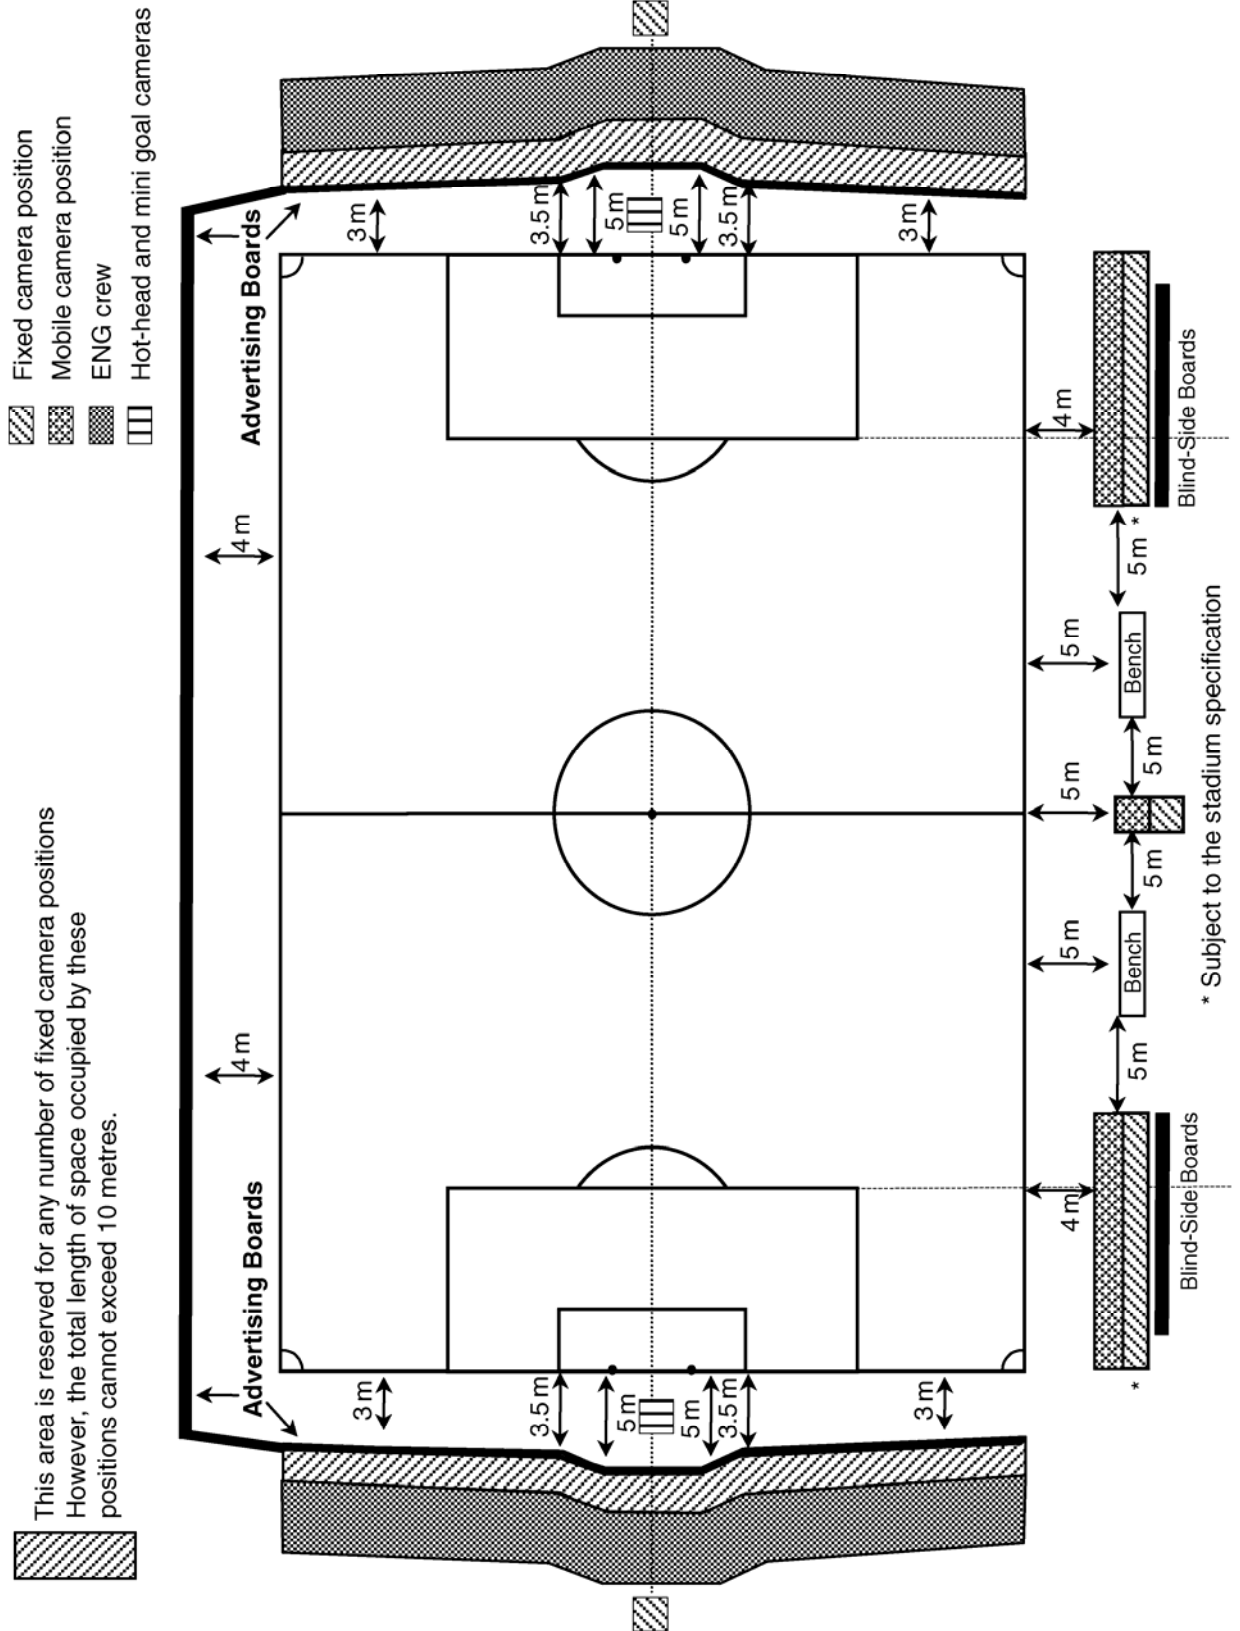 This area is reserved for any number of fixed camera positions
However, the total length of space occupied by these
positions cannot exceed 10 metres.
Fixed camera position
Mobile camera position
ENG crew
Hot-head and mini goal cameras
4 m
4 m
Advertising Boards
Advertising Boards
3 m
3 m
3.5 m
3.5 m
5 m
5 m
5 m
5 m
3.5 m
3.5 m
3 m
3 m
4 m
5 m
5 m
5 m
4 m
*
5 m
Bench
5 m
5 m
Bench
5 m
*
Blind-Side Boards
Blind-Side Boards
* Subject to the stadium specification